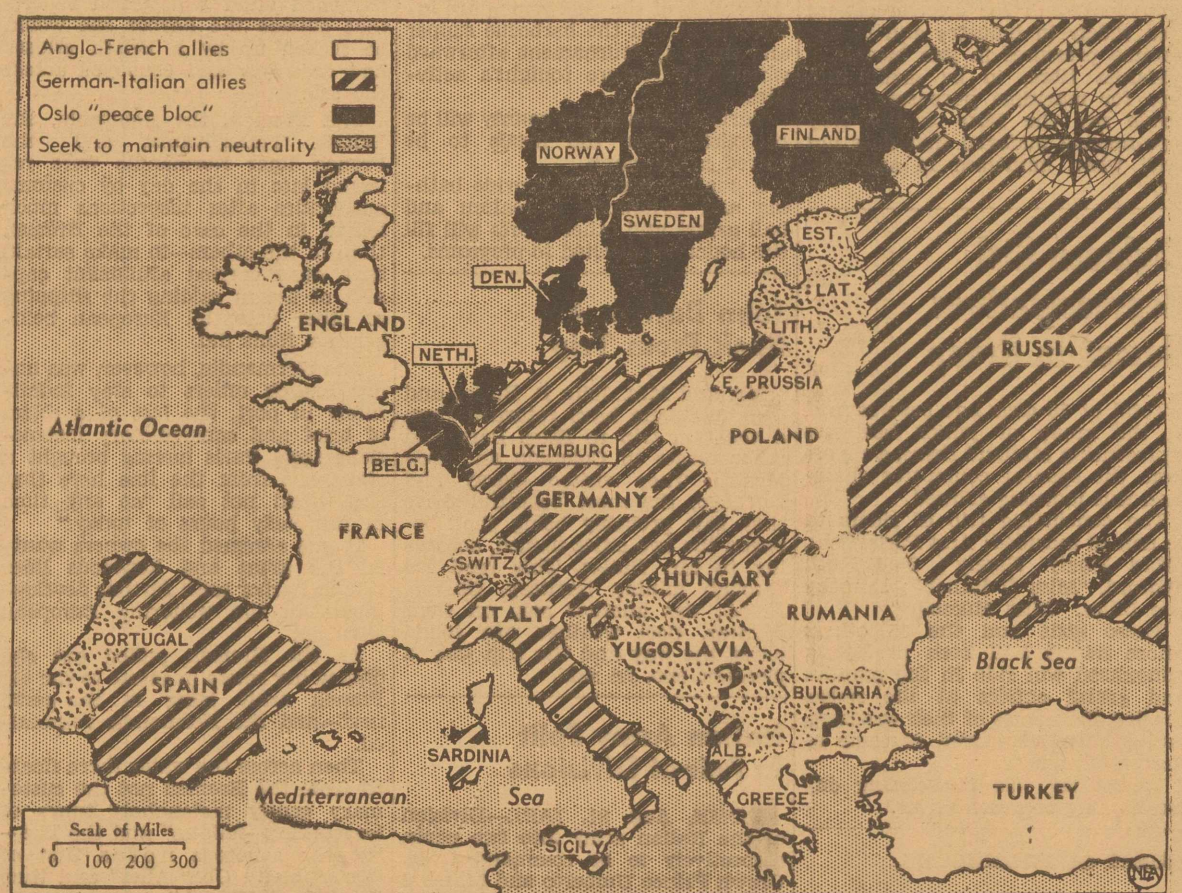 Anglo-French allies
German-Italian allies
Oslo "peace bloc"
Seek to maintain neutrality
N
NORWAY
FINLAND
SWEDEN
EST.
DEN.
LAT.
ENGLAND
LITH.
NETH.
RUSSIA
E. PRUSSIA
Atlantic Ocean
POLAND
BELG.
LUXEMBURG
GERMANY
FRANCE
SWITZ.
HUNGARY
ITALY
RUMANIA
PORTUGAL
YUGOSLAVIA
?
Black Sea
SPAIN
BULGARIA
?
ALB.
SARDINIA
Mediterranean Sea
GREECE
TURKEY
Scale of Miles
0 100 200 300
SICILY
NEA